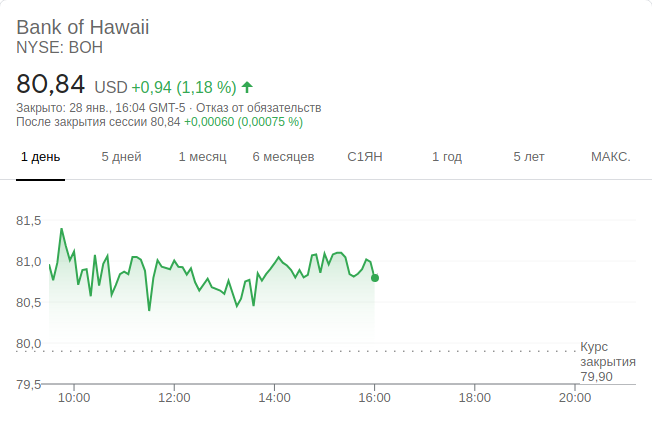 Bank of Hawaii
NYSE: BOH
80,84 USD +0,94 (1,18 %)
Закрыто: 28 янв., 16:04 GMT-5 · Отказ от обязательств
После закрытия сессии 80,84 +0,00060 (0,00075 %)
1 день 5 дней 1 месяц 6 месяцев С1ЯН 1 год 5 лет МАКС.
81,5
81,0
80,5
80,0
Курс
закрытия
79,90
79,5
10:00 12:00 14:00 16:00 18:00 20:00